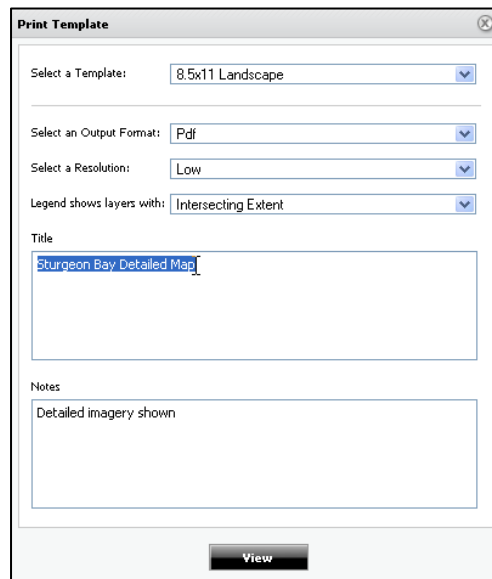 Print Template
Select a Template: 8.5x11 Landscape
Select an Output Format: Pdf
Select a Resolution: Low
Legend shows layers with: Intersecting Extent
Title
Sturgeon Bay Detailed Map
Notes
Detailed imagery shown
View